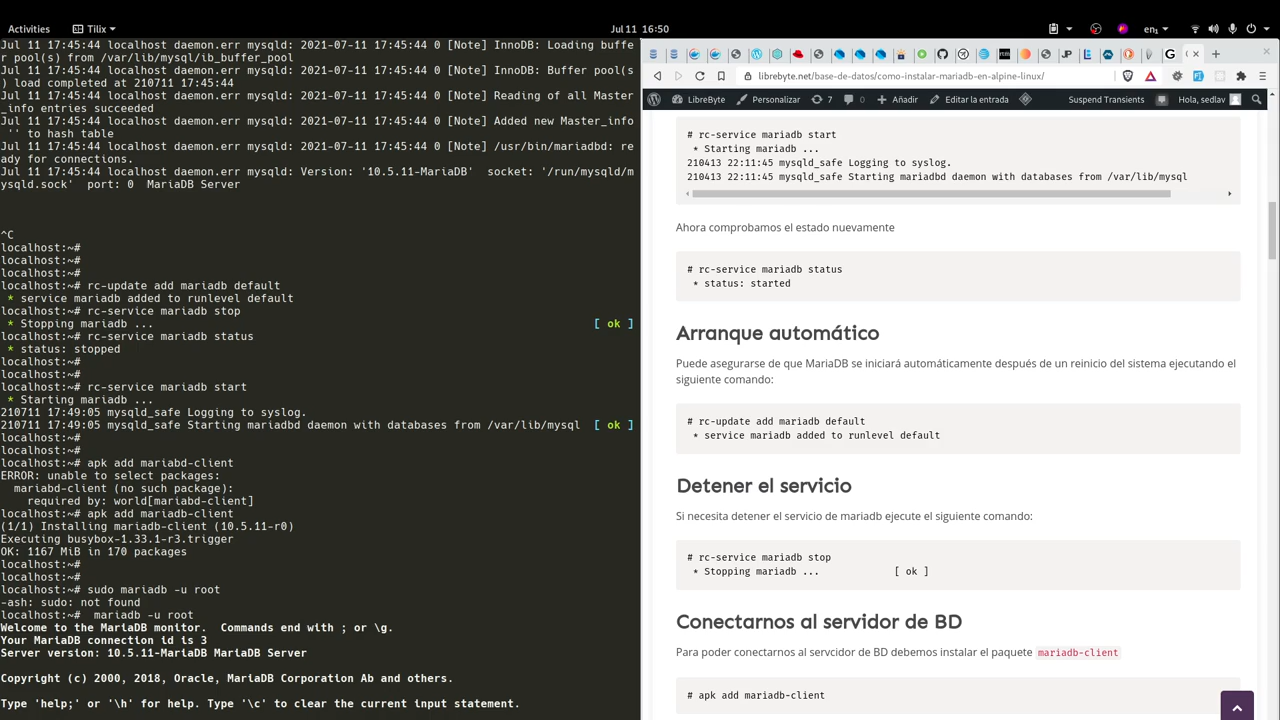 Activities
Tilix
Jul 11 16:50
en₁
Jul 11 17:45:44 localhost daemon.err mysqld: 2021-07-11 17:45:44 0 [Note] InnoDB: Loading buffe
r pool(s) from /var/lib/mysql/ib_buffer_pool
Jul 11 17:45:44 localhost daemon.err mysqld: 2021-07-11 17:45:44 0 [Note] InnoDB: Buffer pool(s
) load completed at 210711 17:45:44
Jul 11 17:45:44 localhost daemon.err mysqld: 2021-07-11 17:45:44 0 [Note] Reading of all Master
_info entries succeeded
Jul 11 17:45:44 localhost daemon.err mysqld: 2021-07-11 17:45:44 0 [Note] Added new Master_info
 '' to hash table
Jul 11 17:45:44 localhost daemon.err mysqld: 2021-07-11 17:45:44 0 [Note] /usr/bin/mariadbd: re
ady for connections.
Jul 11 17:45:44 localhost daemon.err mysqld: Version: '10.5.11-MariaDB'  socket: '/run/mysqld/m
ysqld.sock'  port: 0  MariaDB Server
^C
localhost:~#
localhost:~#
localhost:~#
localhost:~# rc-update add mariadb default
 * service mariadb added to runlevel default
localhost:~# rc-service mariadb stop
 * Stopping mariadb ... [ ok ]
localhost:~# rc-service mariadb status
 * status: stopped
localhost:~#
localhost:~#
localhost:~# rc-service mariadb start
 * Starting mariadb ...
210711 17:49:05 mysqld_safe Logging to syslog.
210711 17:49:05 mysqld_safe Starting mariadbd daemon with databases from /var/lib/mysql [ ok ]
localhost:~#
localhost:~#
localhost:~# apk add mariabd-client
ERROR: unable to select packages:
  mariabd-client (no such package):
    required by: world[mariabd-client]
localhost:~# apk add mariadb-client
(1/1) Installing mariadb-client (10.5.11-r0)
Executing busybox-1.33.1-r3.trigger
OK: 1167 MiB in 170 packages
localhost:~#
localhost:~#
localhost:~# sudo mariadb -u root
-ash: sudo: not found
localhost:~#  mariadb -u root
Welcome to the MariaDB monitor.  Commands end with ; or \g.
Your MariaDB connection id is 3
Server version: 10.5.11-MariaDB MariaDB Server
Copyright (c) 2000, 2018, Oracle, MariaDB Corporation Ab and others.
Type 'help;' or '\h' for help. Type '\c' to clear the current input statement.
librebyte.net/base-de-datos/como-instalar-mariadb-en-alpine-linux/
LibreByte
Personalizar
7
0
Añadir
Editar la entrada
Suspend Transients
Hola, sedlav
# rc-service mariadb start
 * Starting mariadb ...
210413 22:11:45 mysqld_safe Logging to syslog.
210413 22:11:45 mysqld_safe Starting mariadbd daemon with databases from /var/lib/mysql
Ahora comprobamos el estado nuevamente
# rc-service mariadb status
 * status: started
Arranque automático
Puede asegurarse de que MariaDB se iniciará automáticamente después de un reinicio del sistema ejecutando el
siguiente comando:
# rc-update add mariadb default
 * service mariadb added to runlevel default
Detener el servicio
Si necesita detener el servicio de mariadb ejecute el siguiente comando:
# rc-service mariadb stop
 * Stopping mariadb ... [ ok ]
Conectarnos al servidor de BD
Para poder conectarnos al servcidor de BD debemos instalar el paquete mariadb-client
# apk add mariadb-client